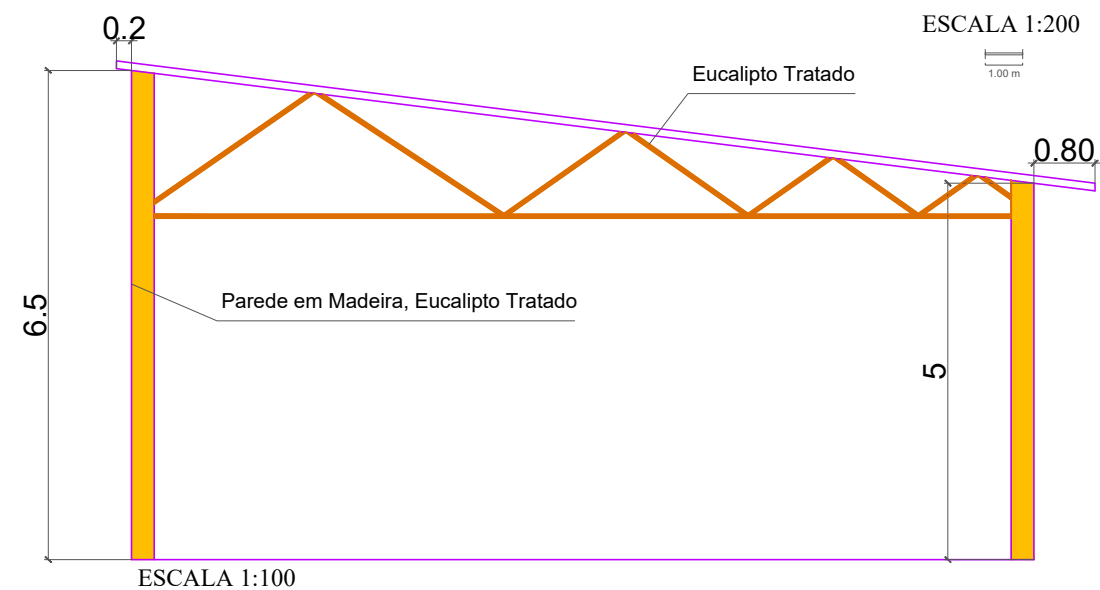 0.2
ESCALA 1:200
1.00 m
Eucalipto Tratado
0.80
6.5
Parede em Madeira, Eucalipto Tratado
5
ESCALA 1:100